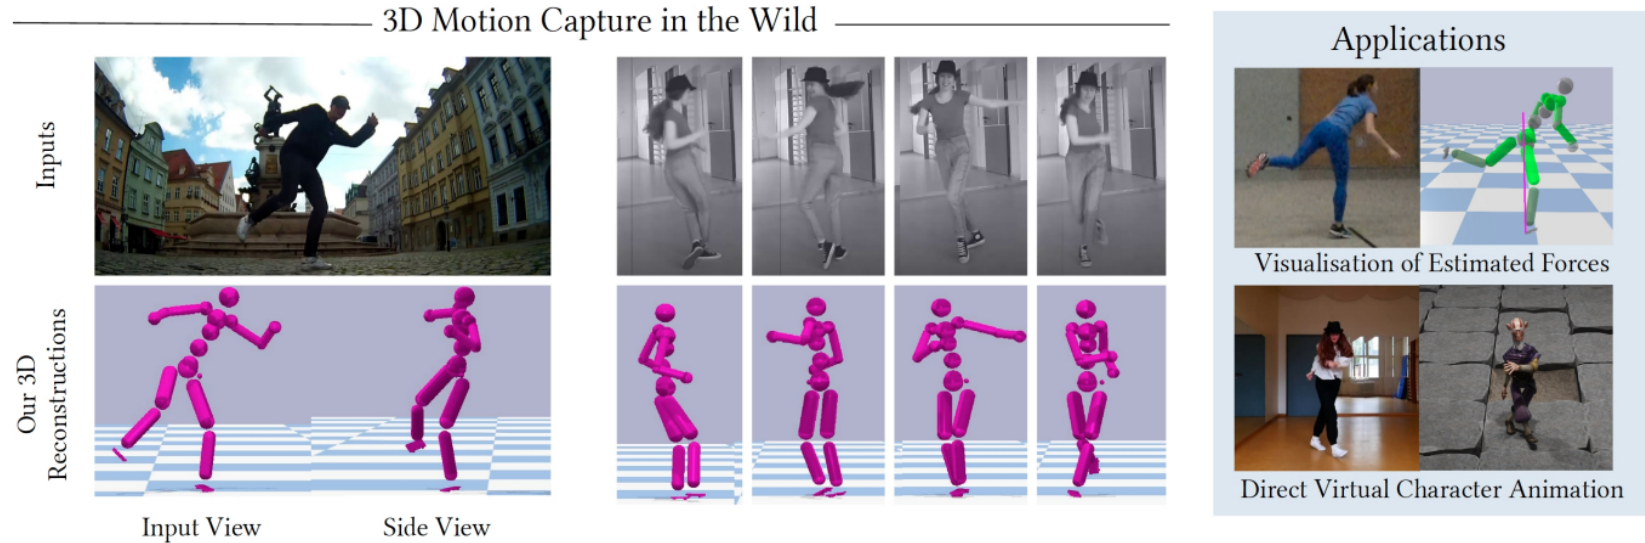 3D Motion Capture in the Wild
Inputs
Our 3D
Reconstructions
Input View
Side View
Applications
Visualisation of Estimated Forces
Direct Virtual Character Animation